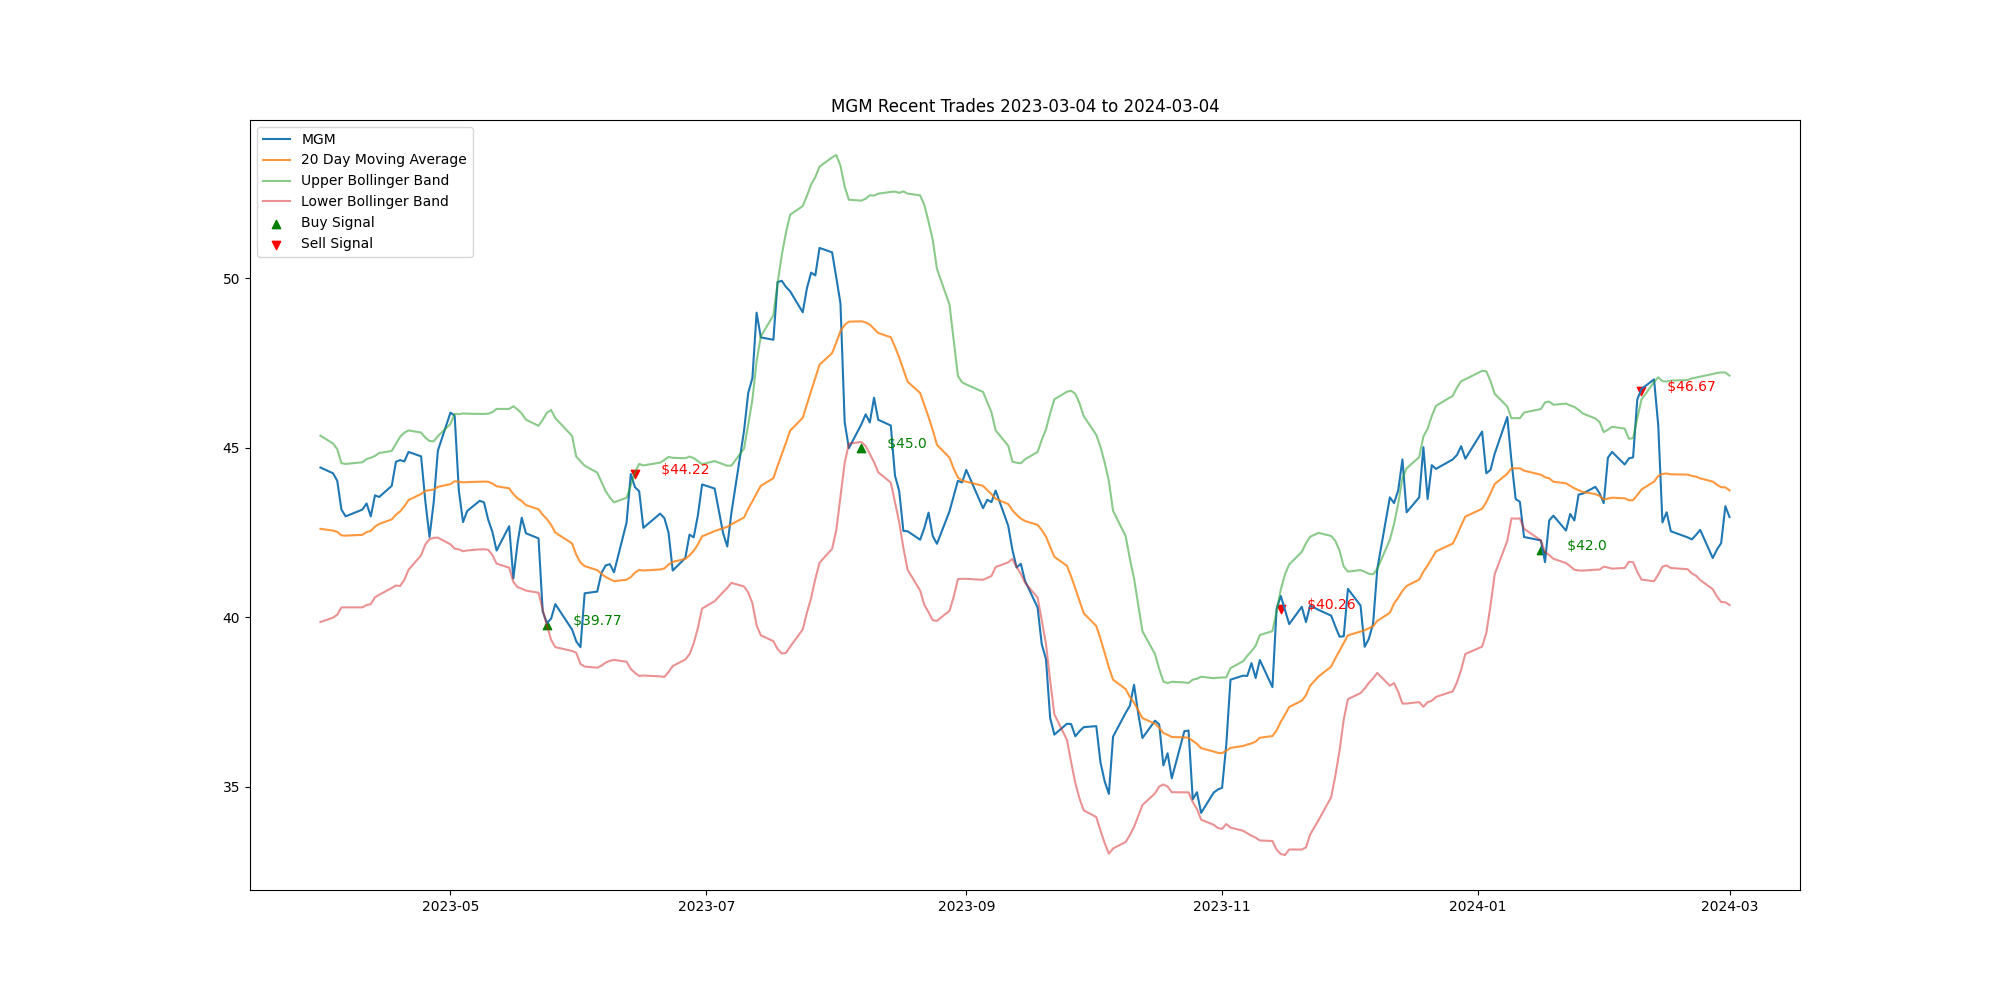 MGM Recent Trades 2023-03-04 to 2024-03-04
MGM
20 Day Moving Average
Upper Bollinger Band
Lower Bollinger Band
Buy Signal
Sell Signal
50
45
40
35
$44.22
$39.77
$45.0
$40.26
$42.0
$46.67
2023-05
2023-07
2023-09
2023-11
2024-01
2024-03